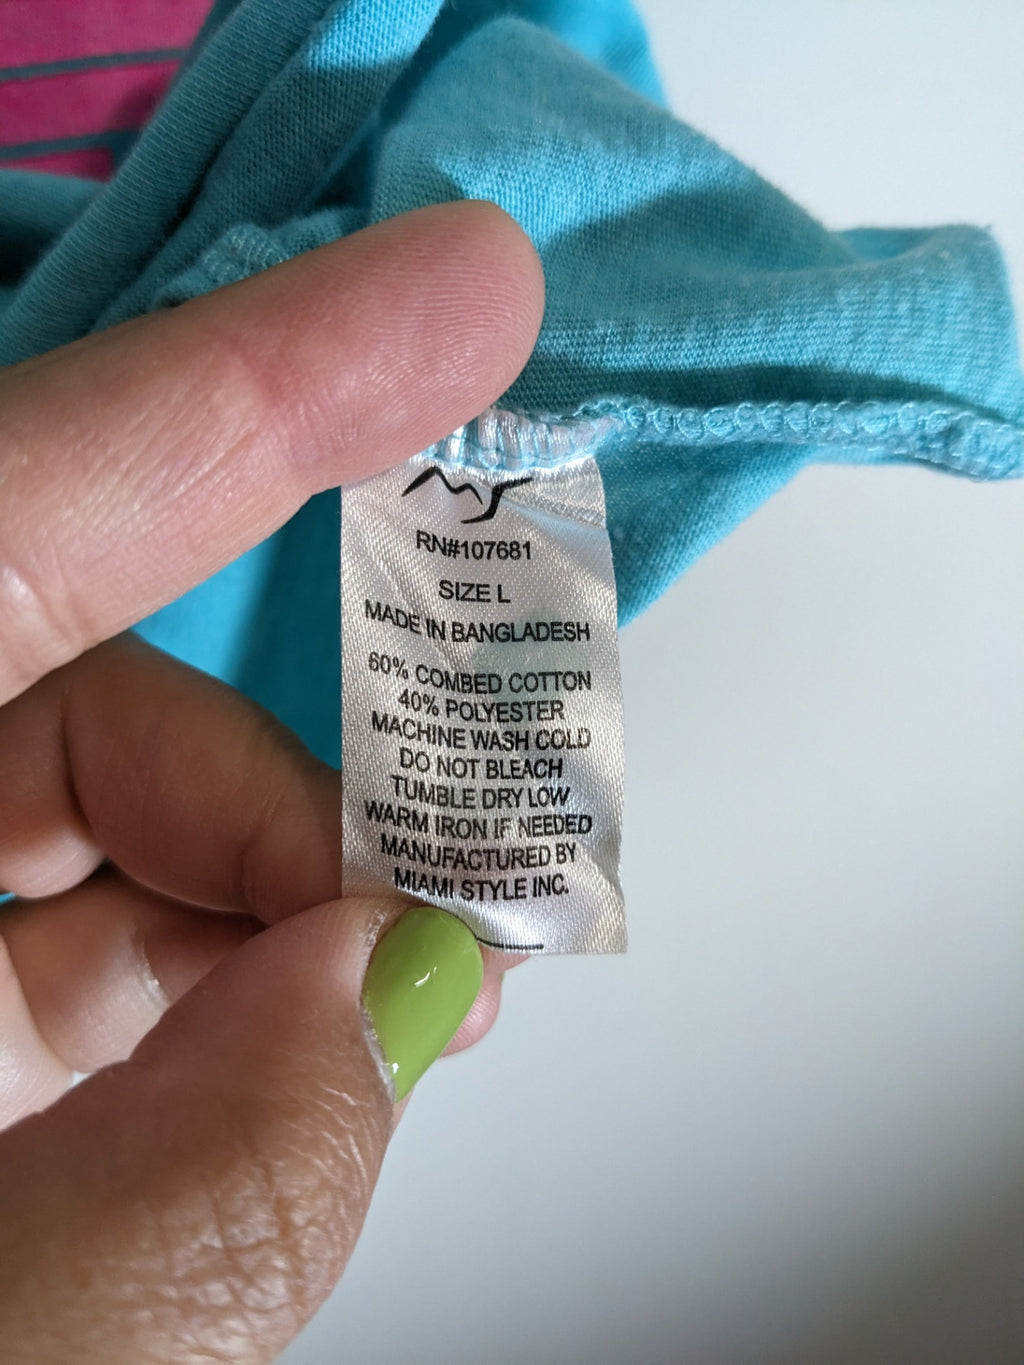 MS
RN#107681
SIZE L
MADE IN BANGLADESH
60% COMBED COTTON
40% POLYESTER
MACHINE WASH COLD
DO NOT BLEACH
TUMBLE DRY LOW
WARM IRON IF NEEDED
MANUFACTURED BY
MIAMI STYLE INC.